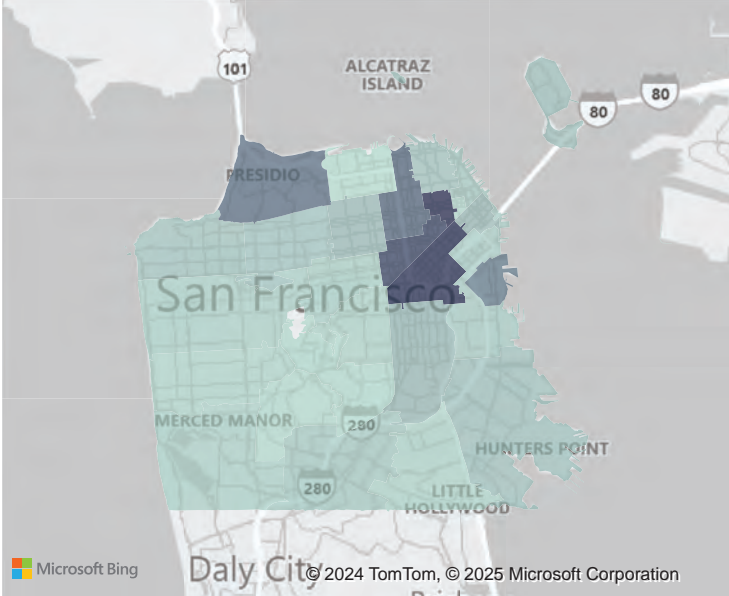 101
ALCATRAZ
ISLAND
80
80
PRESIDIO
San Francisco
MERCED MANOR
280
HUNTERS POINT
280
LITTLE
HOLLYWOOD
Microsoft Bing
Daly City
© 2024 TomTom, © 2025 Microsoft Corporation